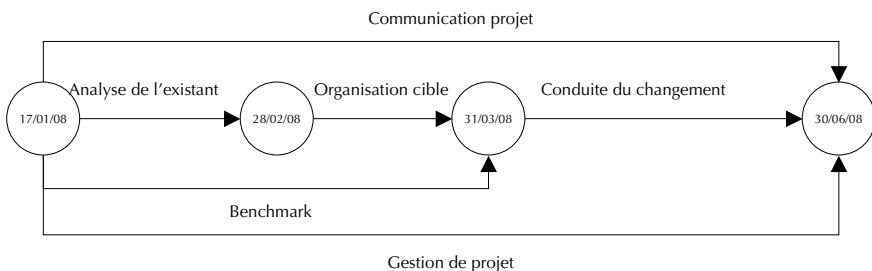 Communication projet
Analyse de l'existant
Organisation cible
Conduite du changement
17/01/08
28/02/08
31/03/08
30/06/08
Benchmark
Gestion de projet